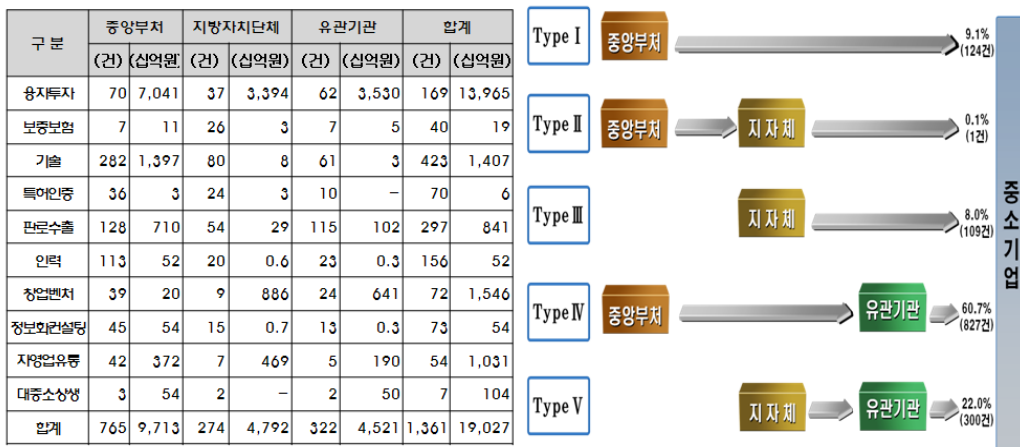 구 분 중앙부처 지방자치단체 유관기관 합계
(건) (십억원) (건) (십억원) (건) (십억원) (건) (십억원)
융자투자 70 7,041 37 3,394 62 3,530 169 13,965
보증보험 7 11 26 3 7 5 40 19
기술 282 1,397 80 8 61 3 423 1,407
특허인증 36 3 24 3 10 - 70 6
판로수출 128 710 54 29 115 102 297 841
인력 113 52 20 0.6 23 0.3 156 52
창업벤처 39 20 9 886 24 641 72 1,546
정보화컨설팅 45 54 15 0.7 13 0.3 73 54
자영업유통 42 372 7 469 5 190 54 1,031
대중소상생 3 54 2 - 2 50 7 104
합계 765 9,713 274 4,792 322 4,521 1,361 19,027
Type Ⅰ 중앙부처 9.1%
(124건)
Type Ⅱ 중앙부처 지자체 0.1%
(1건)
Type Ⅲ 지자체 8.0%
(109건)
Type Ⅳ 중앙부처 유관기관 60.7%
(827건)
Type Ⅴ 지자체 유관기관 22.0%
(300건)
중소기업